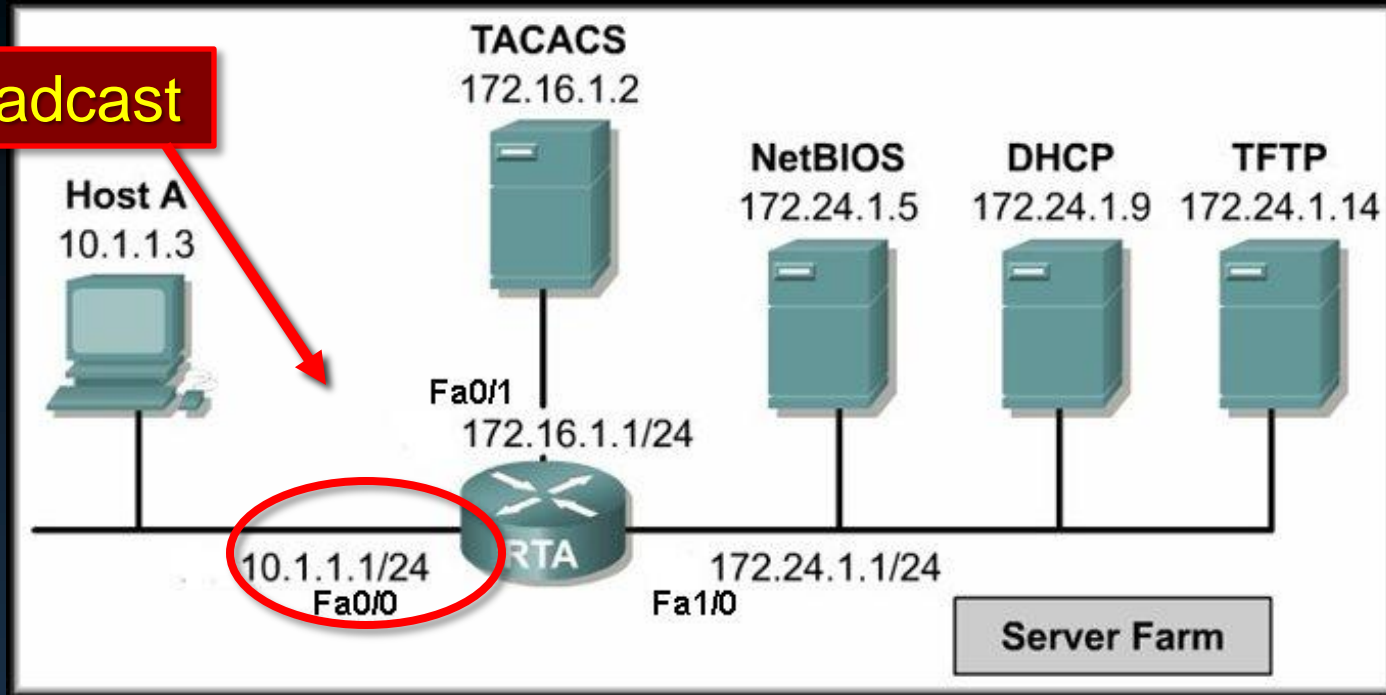 adcast
TACACS
172.16.1.2
Host A
10.1.1.3
NetBIOS
172.24.1.5
DHCP
172.24.1.9
TFTP
172.24.1.14
Fa0/1
172.16.1.1/24
RTA
10.1.1.1/24
Fa0/0
172.24.1.1/24
Fa1/0
Server Farm